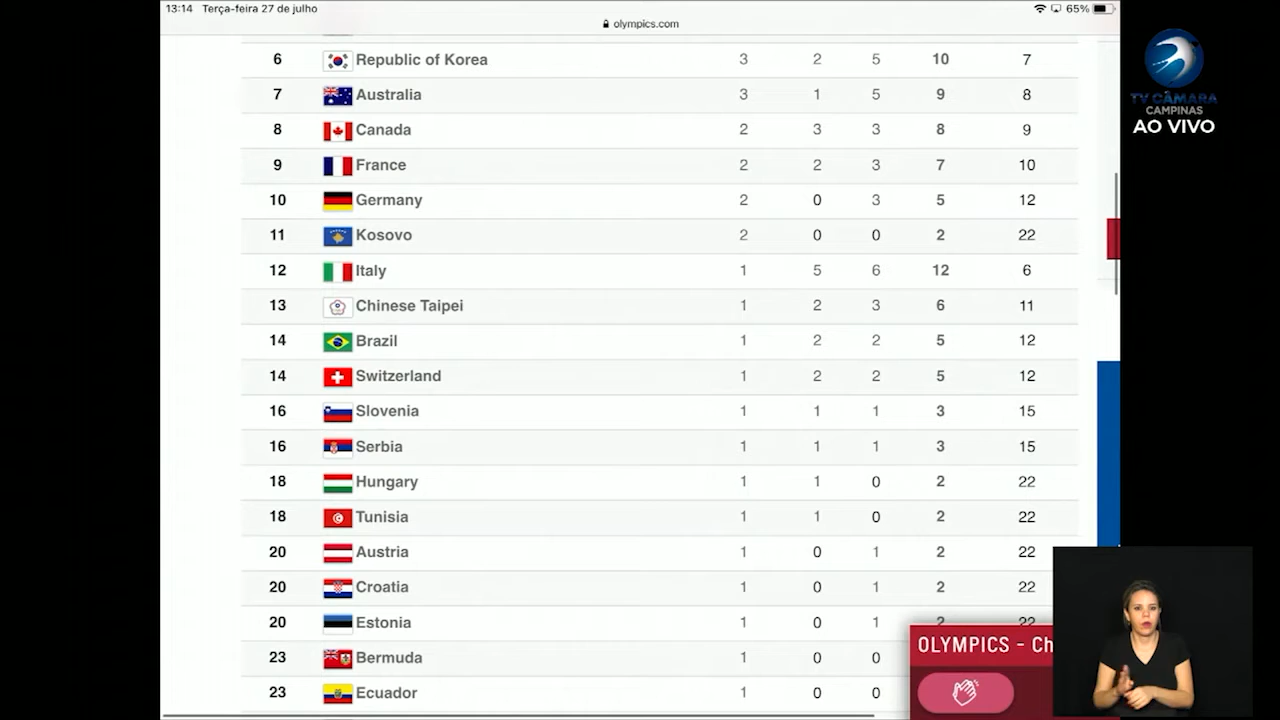 13:14 Terça-feira 27 de julho 65%
olympics.com
6 Republic of Korea 3 2 5 10 7
7 Australia 3 1 5 9 8
8 Canada 2 3 3 8 9
9 France 2 2 3 7 10
10 Germany 2 0 3 5 12
11 Kosovo 2 0 0 2 22
12 Italy 1 5 6 12 6
13 Chinese Taipei 1 2 3 6 11
14 Brazil 1 2 2 5 12
14 Switzerland 1 2 2 5 12
16 Slovenia 1 1 1 3 15
16 Serbia 1 1 1 3 15
18 Hungary 1 1 0 2 22
18 Tunisia 1 1 0 2 22
20 Austria 1 0 1 2 22
20 Croatia 1 0 1 2 22
20 Estonia 1 0 1 2 22
23 Bermuda 1 0 0
23 Ecuador 1 0 0
OLYMPICS - Ch
TV CÂMARA
CAMPINAS
AO VIVO